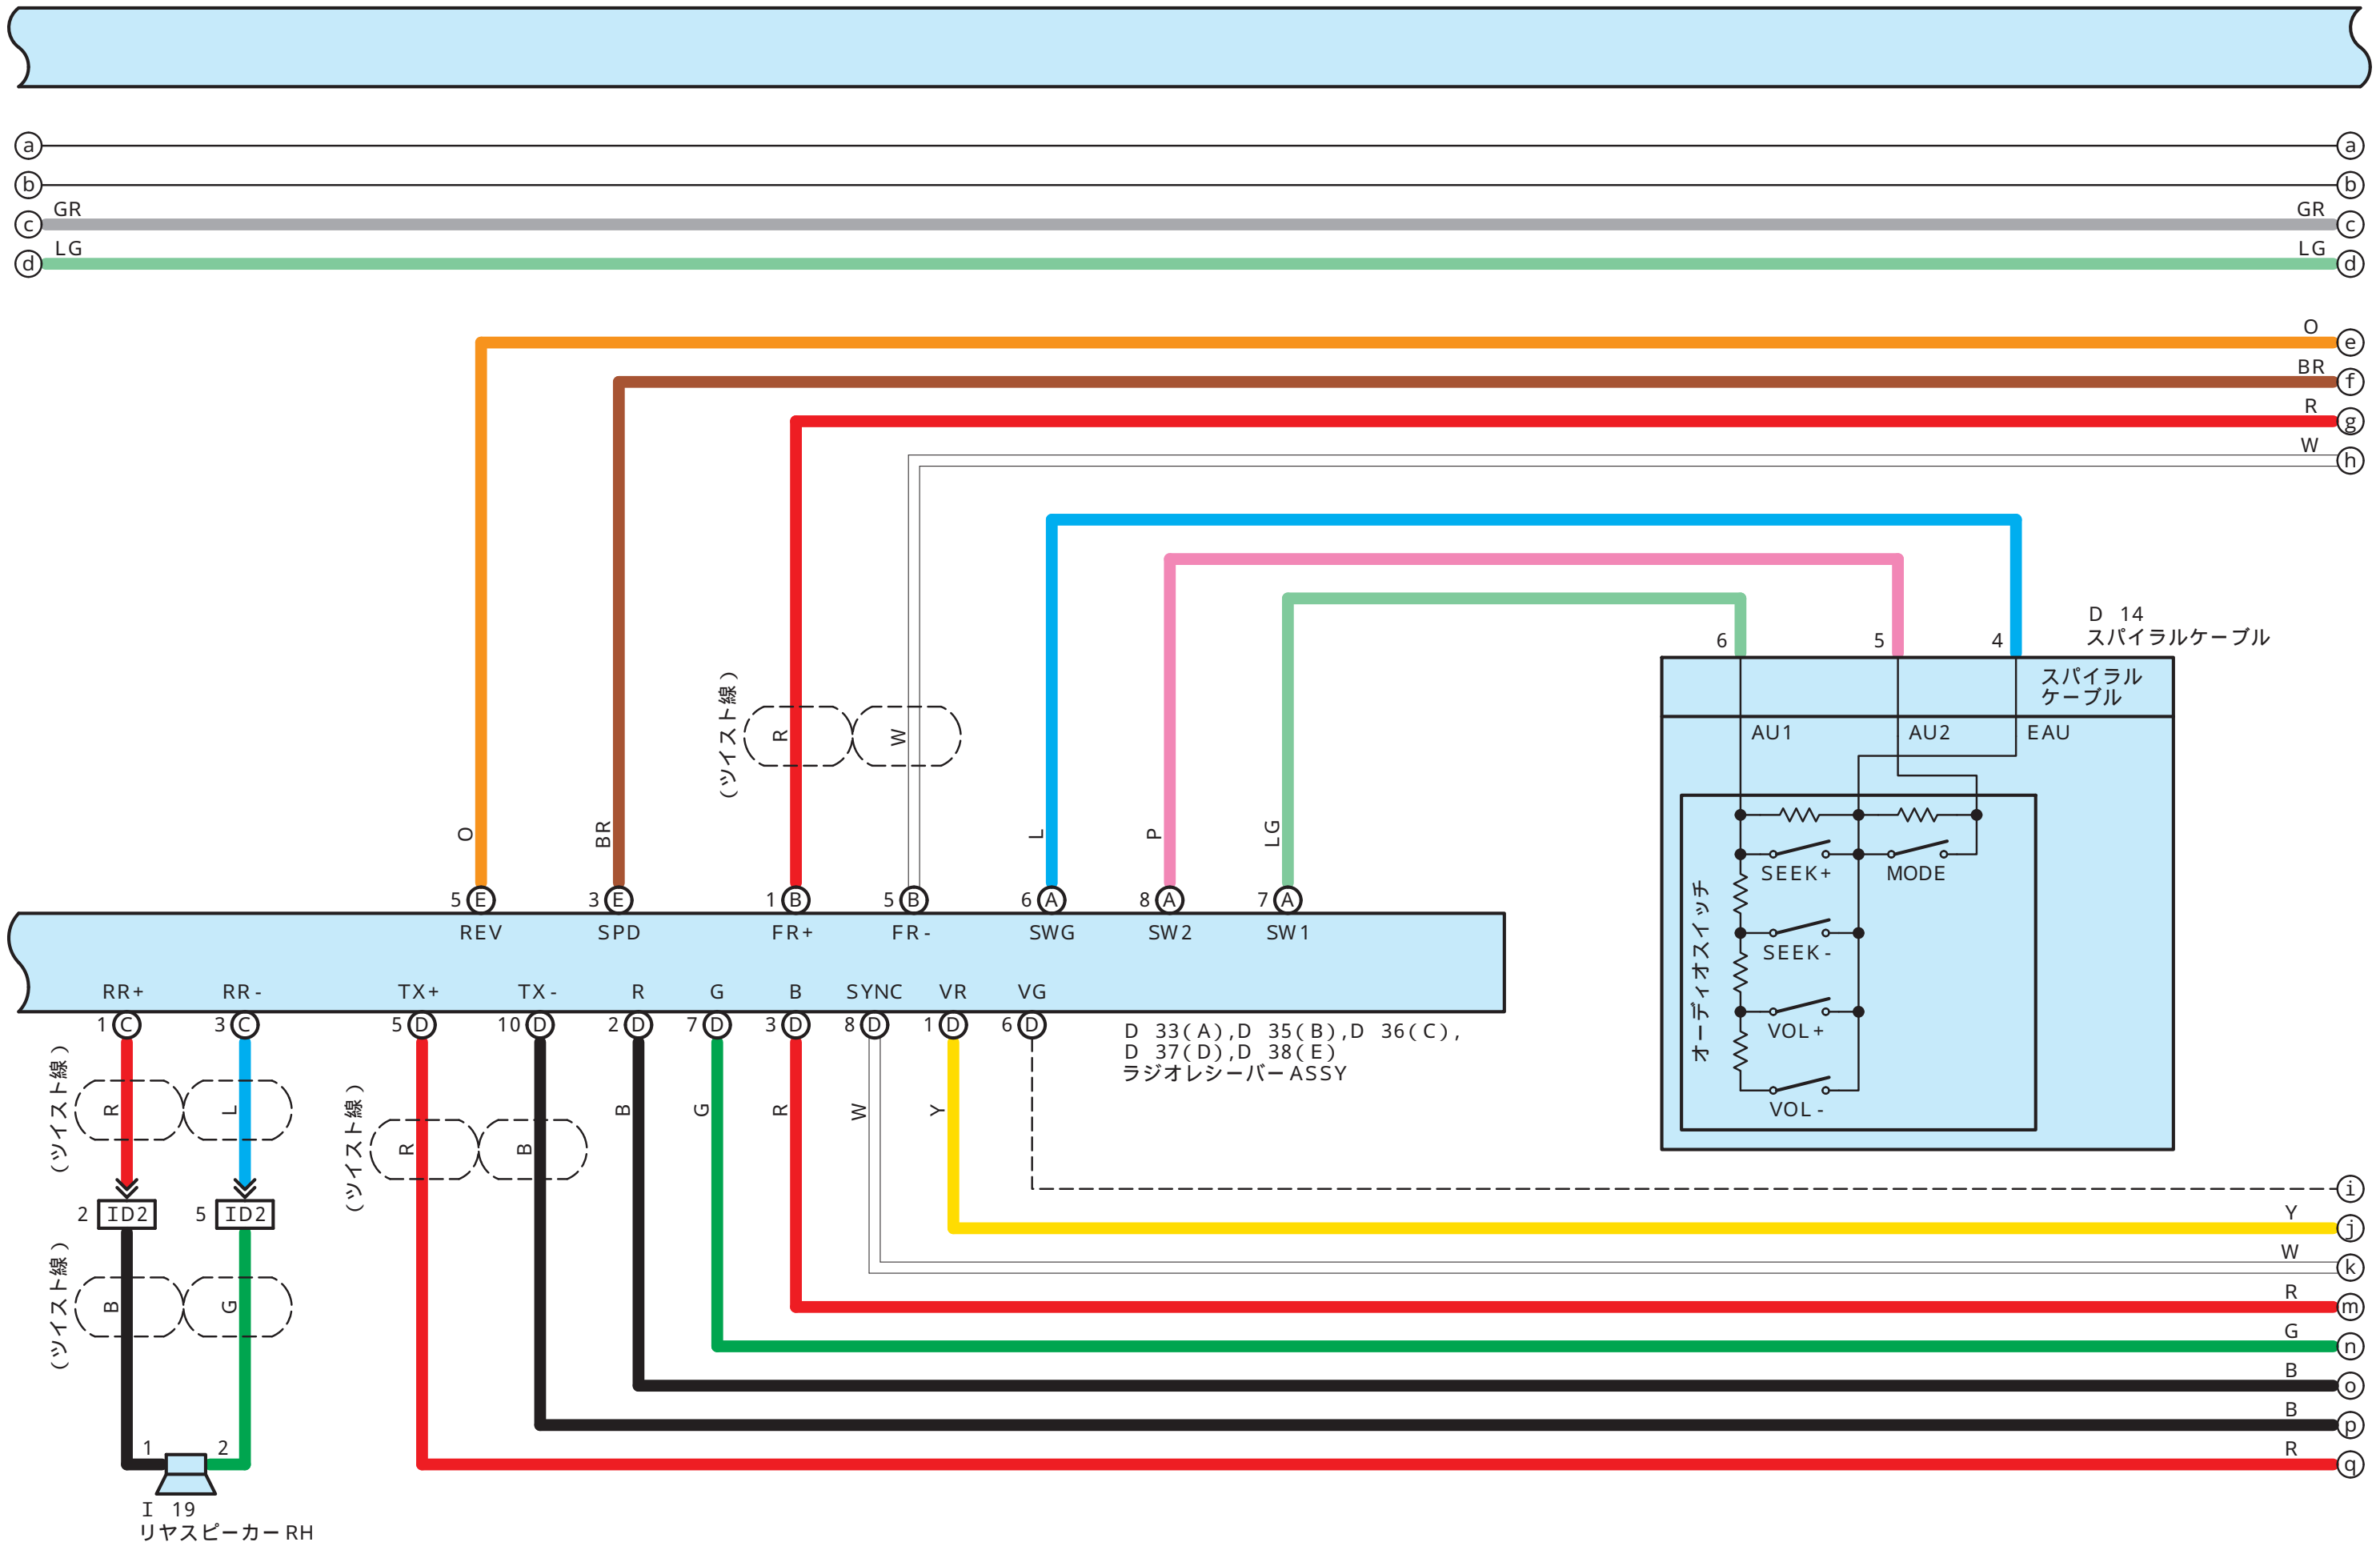 a a
b b
GR GR
c c
LG LG
d d
O
e
BR
f
R
g
W
h
D 14
スパイラルケーブル
6 5 4
スパイラル
ケーブル
AU1 AU2 EAU
(ツイスト線)
R W
O BR L P LG
SEEK+ MODE
SEEK-
VOL+
VOL-
オーディオスイッチ
5 E 3 E 1 B 5 B 6 A 8 A 7 A
REV SPD FR+ FR- SWG SW2 SW1
RR+ RR- TX+ TX- R G B SYNC VR VG
1 C 3 C 5 D 10 D 2 D 7 D 3 D 8 D 1 D 6 D
D 33(A),D 35(B),D 36(C),
D 37(D),D 38(E)
ラジオレシーバーASSY
(ツイスト線)
R L
(ツイスト線)
R B
B G R W Y
2 ID2 5 ID2
(ツイスト線)
B G
i
Y
j
W
k
R
m
G
n
B
o
B
p
R
q
1 2
I 19
リヤスピーカーRH